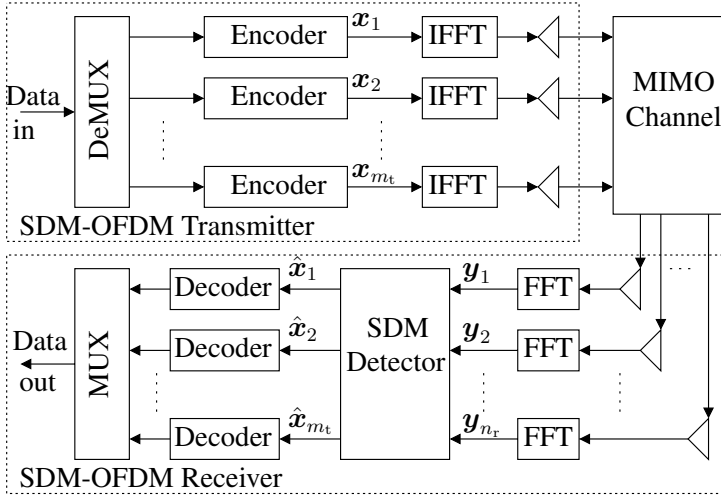 Data in
DeMUX
Encoder
x₁
IFFT
Encoder
x₂
IFFT
Encoder
xₘₜ
IFFT
MIMO
Channel
SDM-OFDM Transmitter
Data
out
MUX
Decoder
x̂₁
Decoder
x̂₂
Decoder
x̂ₘₜ
SDM
Detector
y₁
FFT
y₂
FFT
yₙᵣ
FFT
SDM-OFDM Receiver